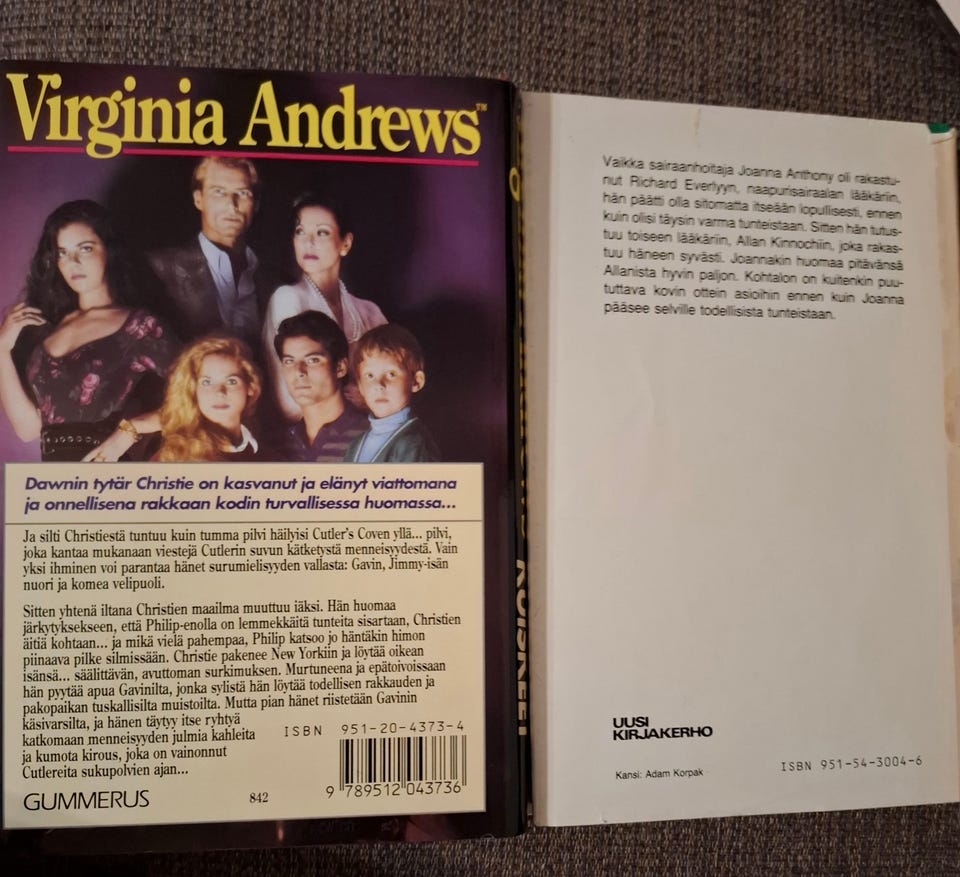 Virginia Andrews™
Dawnin tytär Christie on kasvanut ja elänyt viattomana
ja onnellisena rakkaan kodin turvallisessa huomassa...
Ja silti Christiestä tuntuu kuin tumma pilvi häilyisi Cutler's Coven yllä... pilvi,
joka kantaa mukanaan viestejä Cutlerin suvun kätketystä menneisyydestä. Vain
yksi ihminen voi parantaa hänet surumielisyyden vallasta: Gavin, Jimmy-isän
nuori ja komea velipuoli.
Sitten yhtenä iltana Christien maailma muuttuu iäksi. Hän huomaa
järkytyksekseen, että Philip-enolla on lemmekkäitä tunteita sisartaan, Christien
äitiä kohtaan... ja mikä vielä pahempaa, Philip katsoo jo häntäkin himon
piinaava pilke silmissään. Christie pakenee New Yorkiin ja löytää oikean
isänsä... säälittävän, avuttoman surkimuksen. Murtuneena ja epätoivoissaan
hän pyytää apua Gavinilta, jonka sylistä hän löytää todellisen rakkauden ja
pakopaikan tuskallisilta muistoilta. Mutta pian hänet riistetään Gavinin
käsivarsilta, ja hänen täytyy itse ryhtyä
katkomaan menneisyyden julmia kahleita
ja kumota kirous, joka on vainonnut
Cutlereita sukupolvien ajan...
ISBN 951-20-4373-4
9 789512 043736
GUMMERUS
842
KUISKEET
Vaikka sairaanhoitaja Joanna Anthony oli rakastu-
nut Richard Everlyyn, naapurisairaalan lääkäriin,
hän päätti olla sitomatta itseään lopullisesti, ennen
kuin olisi täysin varma tunteistaan. Sitten hän tutus-
tuu toiseen lääkäriin, Allan Kinnochiin, joka rakas-
tuu häneen syvästi. Joannakin huomaa pitävänsä
Allanista hyvin paljon. Kohtalon on kuitenkin puu-
tuttava kovin ottein asioihin ennen kuin Joanna
pääsee selville todellisista tunteistaan.
UUSI
KIRJAKERHO
Kansi: Adam Korpak
ISBN 951-54-3004-6